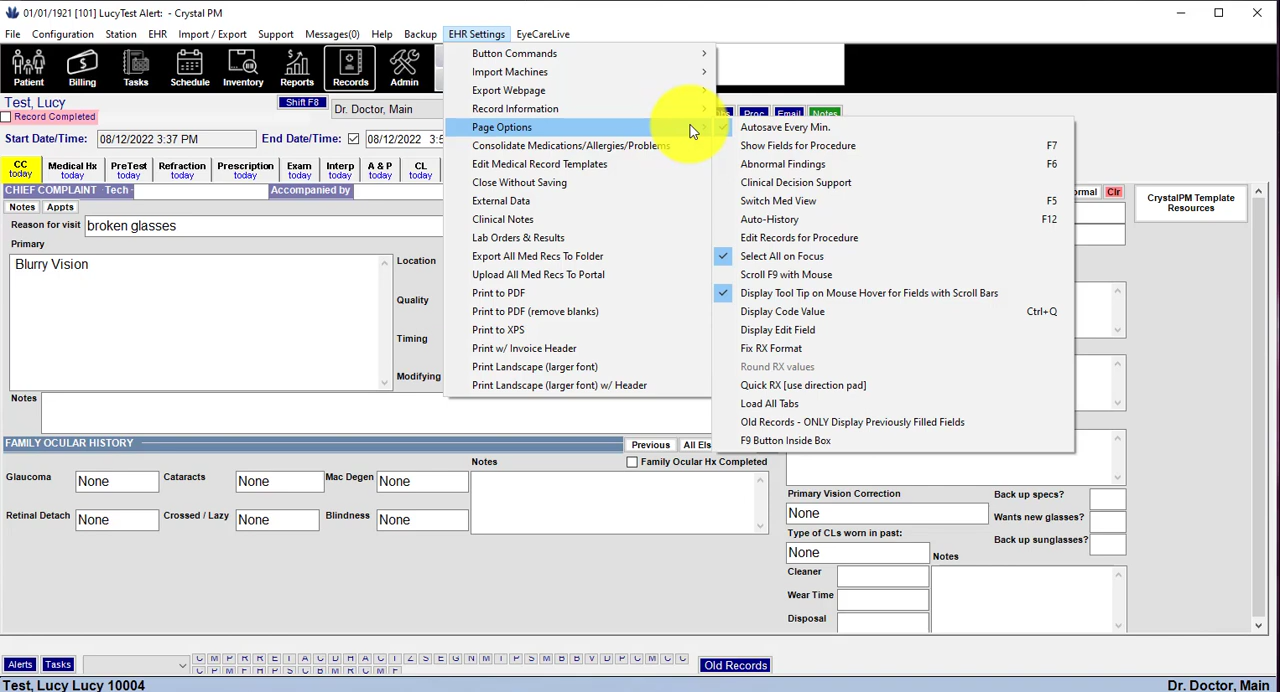 01/01/1921 [101] LucyTest Alert: - Crystal PM
File Configuration Station EHR Import / Export Support Messages(0) Help Backup EHR Settings EyeCareLive
Patient Billing Tasks Schedule Inventory Reports Records Admin
Test, Lucy Shift F8 Dr. Doctor, Main
Record Completed
Proc Email Notes
Start Date/Time: 08/12/2022 3:37 PM End Date/Time: 08/12/2022
CC today Medical Hx today PreTest today Refraction today Prescription today Exam today Interp today A & P today CL today
CHIEF COMPLAINT Tech Accompanied by
Clr
CrystalPM Template Resources
Notes Appts
Reason for visit broken glasses
Primary
Blurry Vision
Location
Quality
Timing
Modifying
Notes
Button Commands
Import Machines
Export Webpage
Record Information
Page Options
Consolidate Medications/Allergies/Problems
Edit Medical Record Templates
Close Without Saving
External Data
Clinical Notes
Lab Orders & Results
Export All Med Recs To Folder
Upload All Med Recs To Portal
Print to PDF
Print to PDF (remove blanks)
Print to XPS
Print w/ Invoice Header
Print Landscape (larger font)
Print Landscape (larger font) w/ Header
Autosave Every Min.
Show Fields for Procedure F7
Abnormal Findings F6
Clinical Decision Support
Switch Med View F5
Auto-History F12
Edit Records for Procedure
Select All on Focus
Scroll F9 with Mouse
Display Tool Tip on Mouse Hover for Fields with Scroll Bars
Display Code Value Ctrl+Q
Display Edit Field
Fix RX Format
Round RX values
Quick RX [use direction pad]
Load All Tabs
Old Records - ONLY Display Previously Filled Fields
F9 Button Inside Box
FAMILY OCULAR HISTORY Previous
Notes Family Ocular Hx Completed
Glaucoma None Cataracts None Mac Degen None
Retinal Detach None Crossed / Lazy None Blindness None
Primary Vision Correction Back up specs?
None Wants new glasses?
Type of CLs worn in past: Back up sunglasses?
None Notes
Cleaner
Wear Time
Disposal
Alerts Tasks Old Records
Test, Lucy Lucy 10004 Dr. Doctor, Main